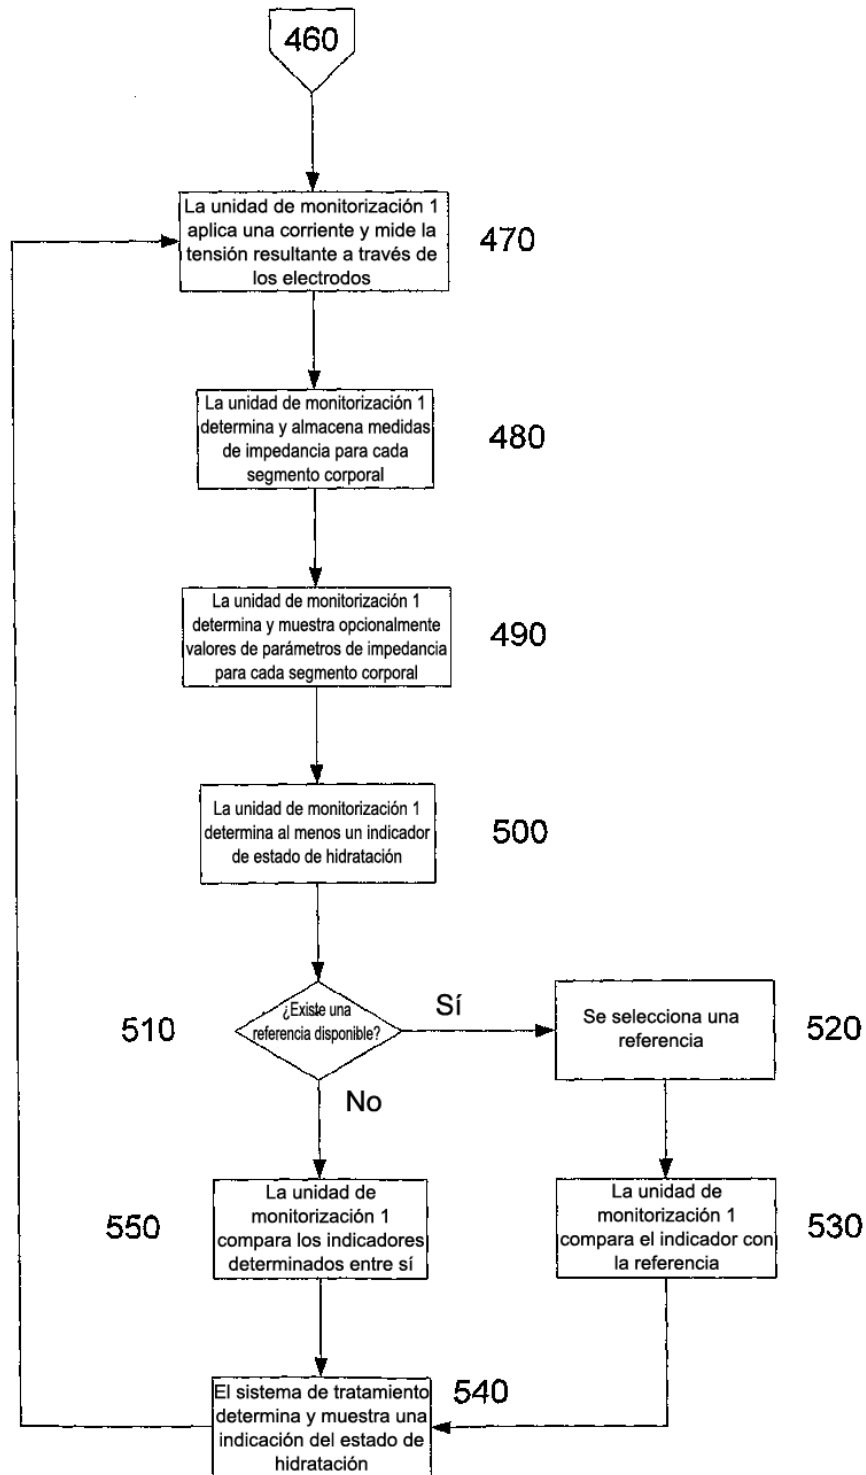 460
La unidad de monitorización 1
aplica una corriente y mide la
tensión resultante a través de
los electrodos
470
La unidad de monitorización 1
determina y almacena medidas
de impedancia para cada
segmento corporal
480
La unidad de monitorización 1
determina y muestra opcionalmente
valores de parámetros de impedancia
para cada segmento corporal
490
La unidad de monitorización 1
determina al menos un indicador
de estado de hidratación
500
510
¿Existe una
referencia disponible?
Sí
Se selecciona una
referencia
520
No
550
La unidad de
monitorización 1
compara los indicadores
determinados entre sí
La unidad de
monitorización 1
compara el indicador con
la referencia
530
El sistema de tratamiento
determina y muestra una
indicación del estado de
hidratación
540